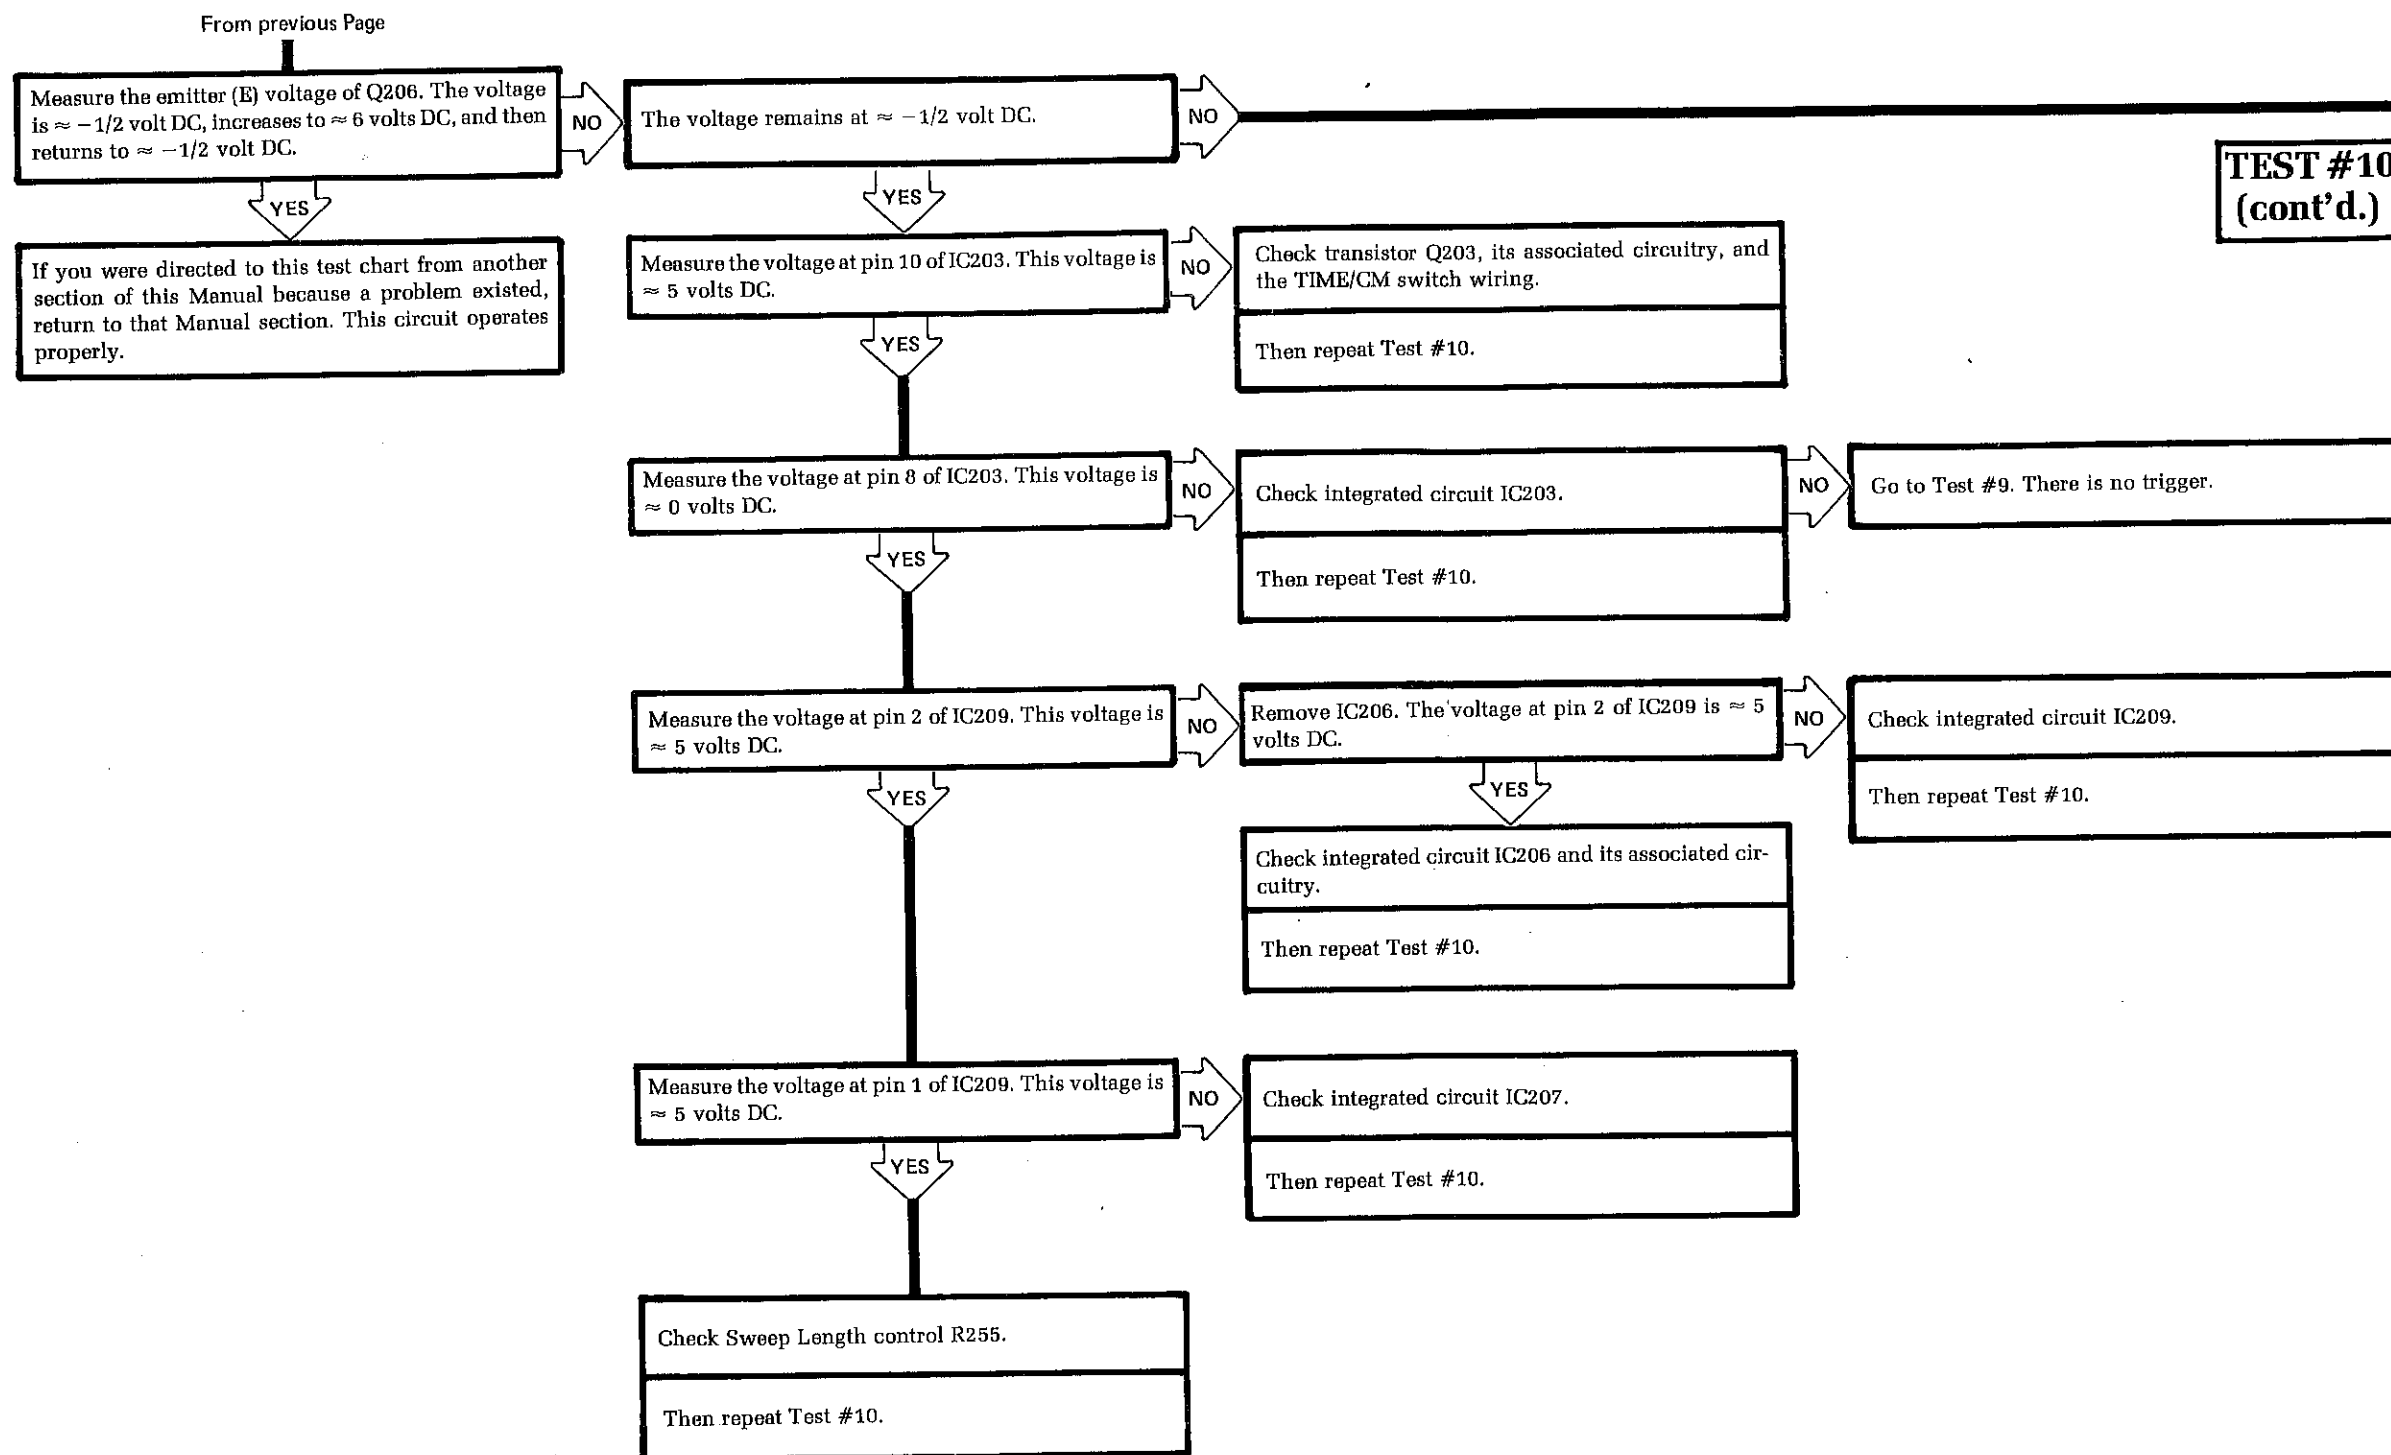 From previous Page
Measure the emitter (E) voltage of Q206. The voltage
is ≈ −1/2 volt DC, increases to ≈ 6 volts DC, and then
returns to ≈ −1/2 volt DC.
NO
The voltage remains at ≈ −1/2 volt DC.
NO
TEST #10
(cont'd.)
YES
YES
If you were directed to this test chart from another
section of this Manual because a problem existed,
return to that Manual section. This circuit operates
properly.
Measure the voltage at pin 10 of IC203. This voltage is
≈ 5 volts DC.
NO
Check transistor Q203, its associated circuitry, and
the TIME/CM switch wiring.
Then repeat Test #10.
YES
Measure the voltage at pin 8 of IC203. This voltage is
≈ 0 volts DC.
NO
Check integrated circuit IC203.
Then repeat Test #10.
NO
Go to Test #9. There is no trigger.
YES
Measure the voltage at pin 2 of IC209. This voltage is
≈ 5 volts DC.
NO
Remove IC206. The voltage at pin 2 of IC209 is ≈ 5
volts DC.
NO
Check integrated circuit IC209.
Then repeat Test #10.
YES
YES
Check integrated circuit IC206 and its associated cir-
cuitry.
Then repeat Test #10.
Measure the voltage at pin 1 of IC209. This voltage is
≈ 5 volts DC.
NO
Check integrated circuit IC207.
Then repeat Test #10.
YES
Check Sweep Length control R255.
Then repeat Test #10.